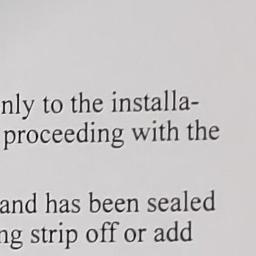 nly to the installa-
proceeding with the
and has been sealed
ng strip off or add